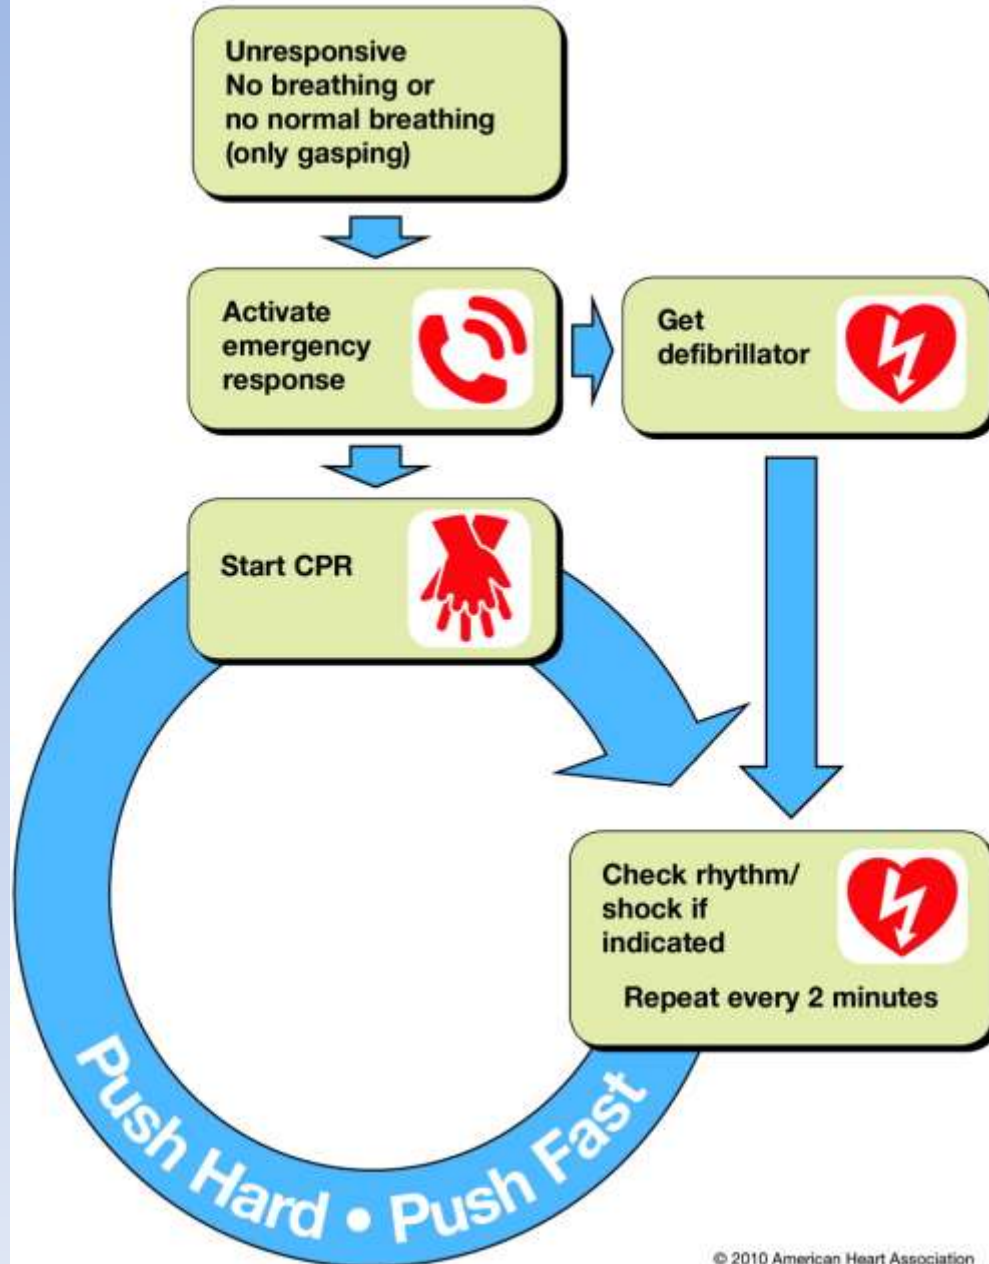 Unresponsive
No breathing or
no normal breathing
(only gasping)
Activate
emergency
response
Get
defibrillator
Start CPR
Check rhythm/
shock if
indicated
Repeat every 2 minutes
Push Hard • Push Fast
© 2010 American Heart Association